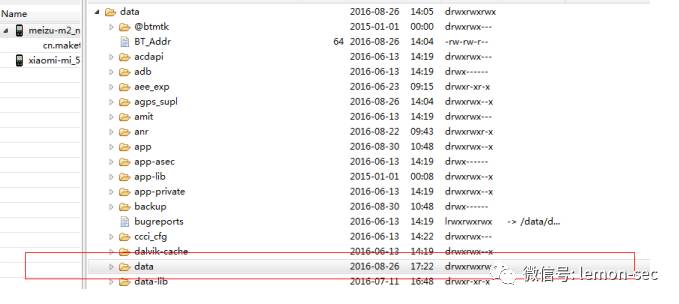 Name
meizu-m2_n
cn.maket
xiaomi-mi_5
data 2016-08-26 14:05 drwxrwxrwx
@btmtk 2015-01-01 00:00 drwxrwx---
BT_Addr 64 2016-08-26 14:04 -rw-rw-r--
acdapi 2016-06-13 14:19 drwxrwx--x
adb 2016-06-13 14:19 drwx------
aee_exp 2016-06-23 09:15 drwxr-xr-x
agps_supl 2016-08-26 14:04 drwxrwx--x
amit 2016-06-13 14:19 drwxrwx---
anr 2016-08-22 09:43 drwxrwxr-x
app 2016-08-30 10:48 drwxrwx--x
app-asec 2016-06-13 14:19 drwx------
app-lib 2015-01-01 00:08 drwxrwx--x
app-private 2016-06-13 14:19 drwxrwx--x
backup 2016-08-30 10:48 drwx------
bugreports 2016-06-13 14:19 lrwxrwxrwx -> /data/d...
ccci_cfg 2016-06-13 14:22 drwxrwx---
dalvik-cache 2016-06-13 14:19 drwxrwx--x
data 2016-08-26 17:22 drwxrwxrw
data-lib 2016-07-11 16:48 drwxr-xr-x
微信号: lemon-sec